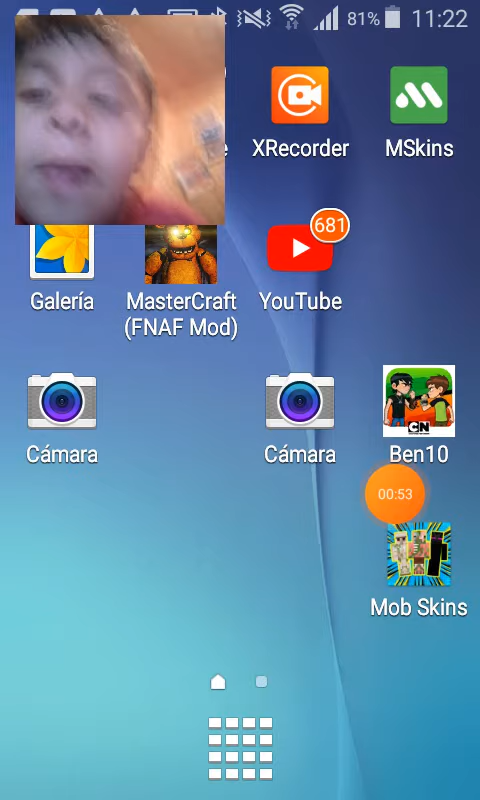 81% 11:22
XRecorder MSkins
681
Galería MasterCraft YouTube
(FNAF Mod)
CN
Cámara Cámara Ben10
00:53
Mob Skins